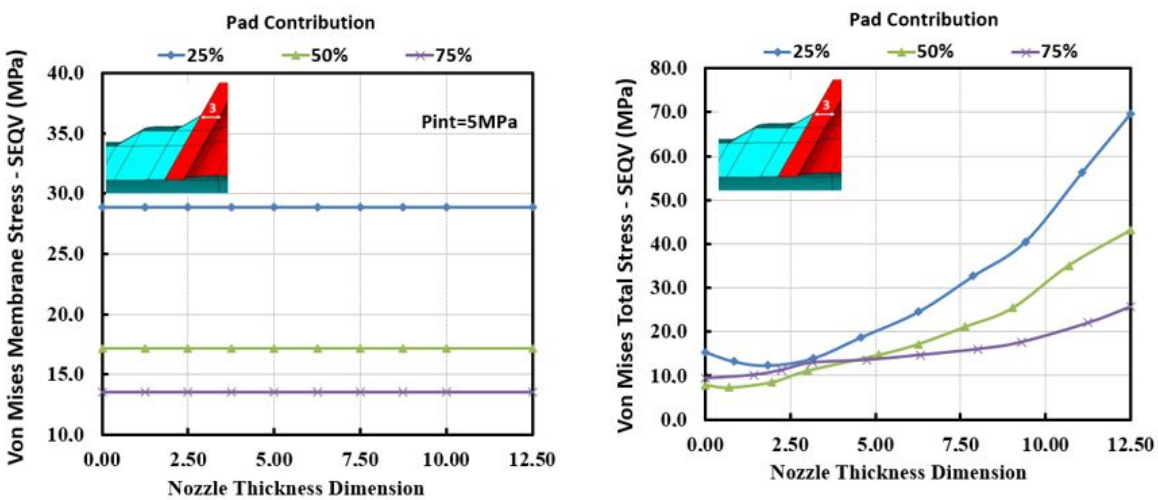 Pad Contribution
25% 50% 75%
Von Mises Membrane Stress - SEQV (MPa)
40.0
35.0
30.0
25.0
20.0
15.0
10.0
3
Pint=5MPa
0.00 2.50 5.00 7.50 10.00 12.50
Nozzle Thickness Dimension
Pad Contribution
25% 50% 75%
Von Mises Total Stress - SEQV (MPa)
80.0
70.0
60.0
50.0
40.0
30.0
20.0
10.0
0.0
3
0.00 2.50 5.00 7.50 10.00 12.50
Nozzle Thickness Dimension